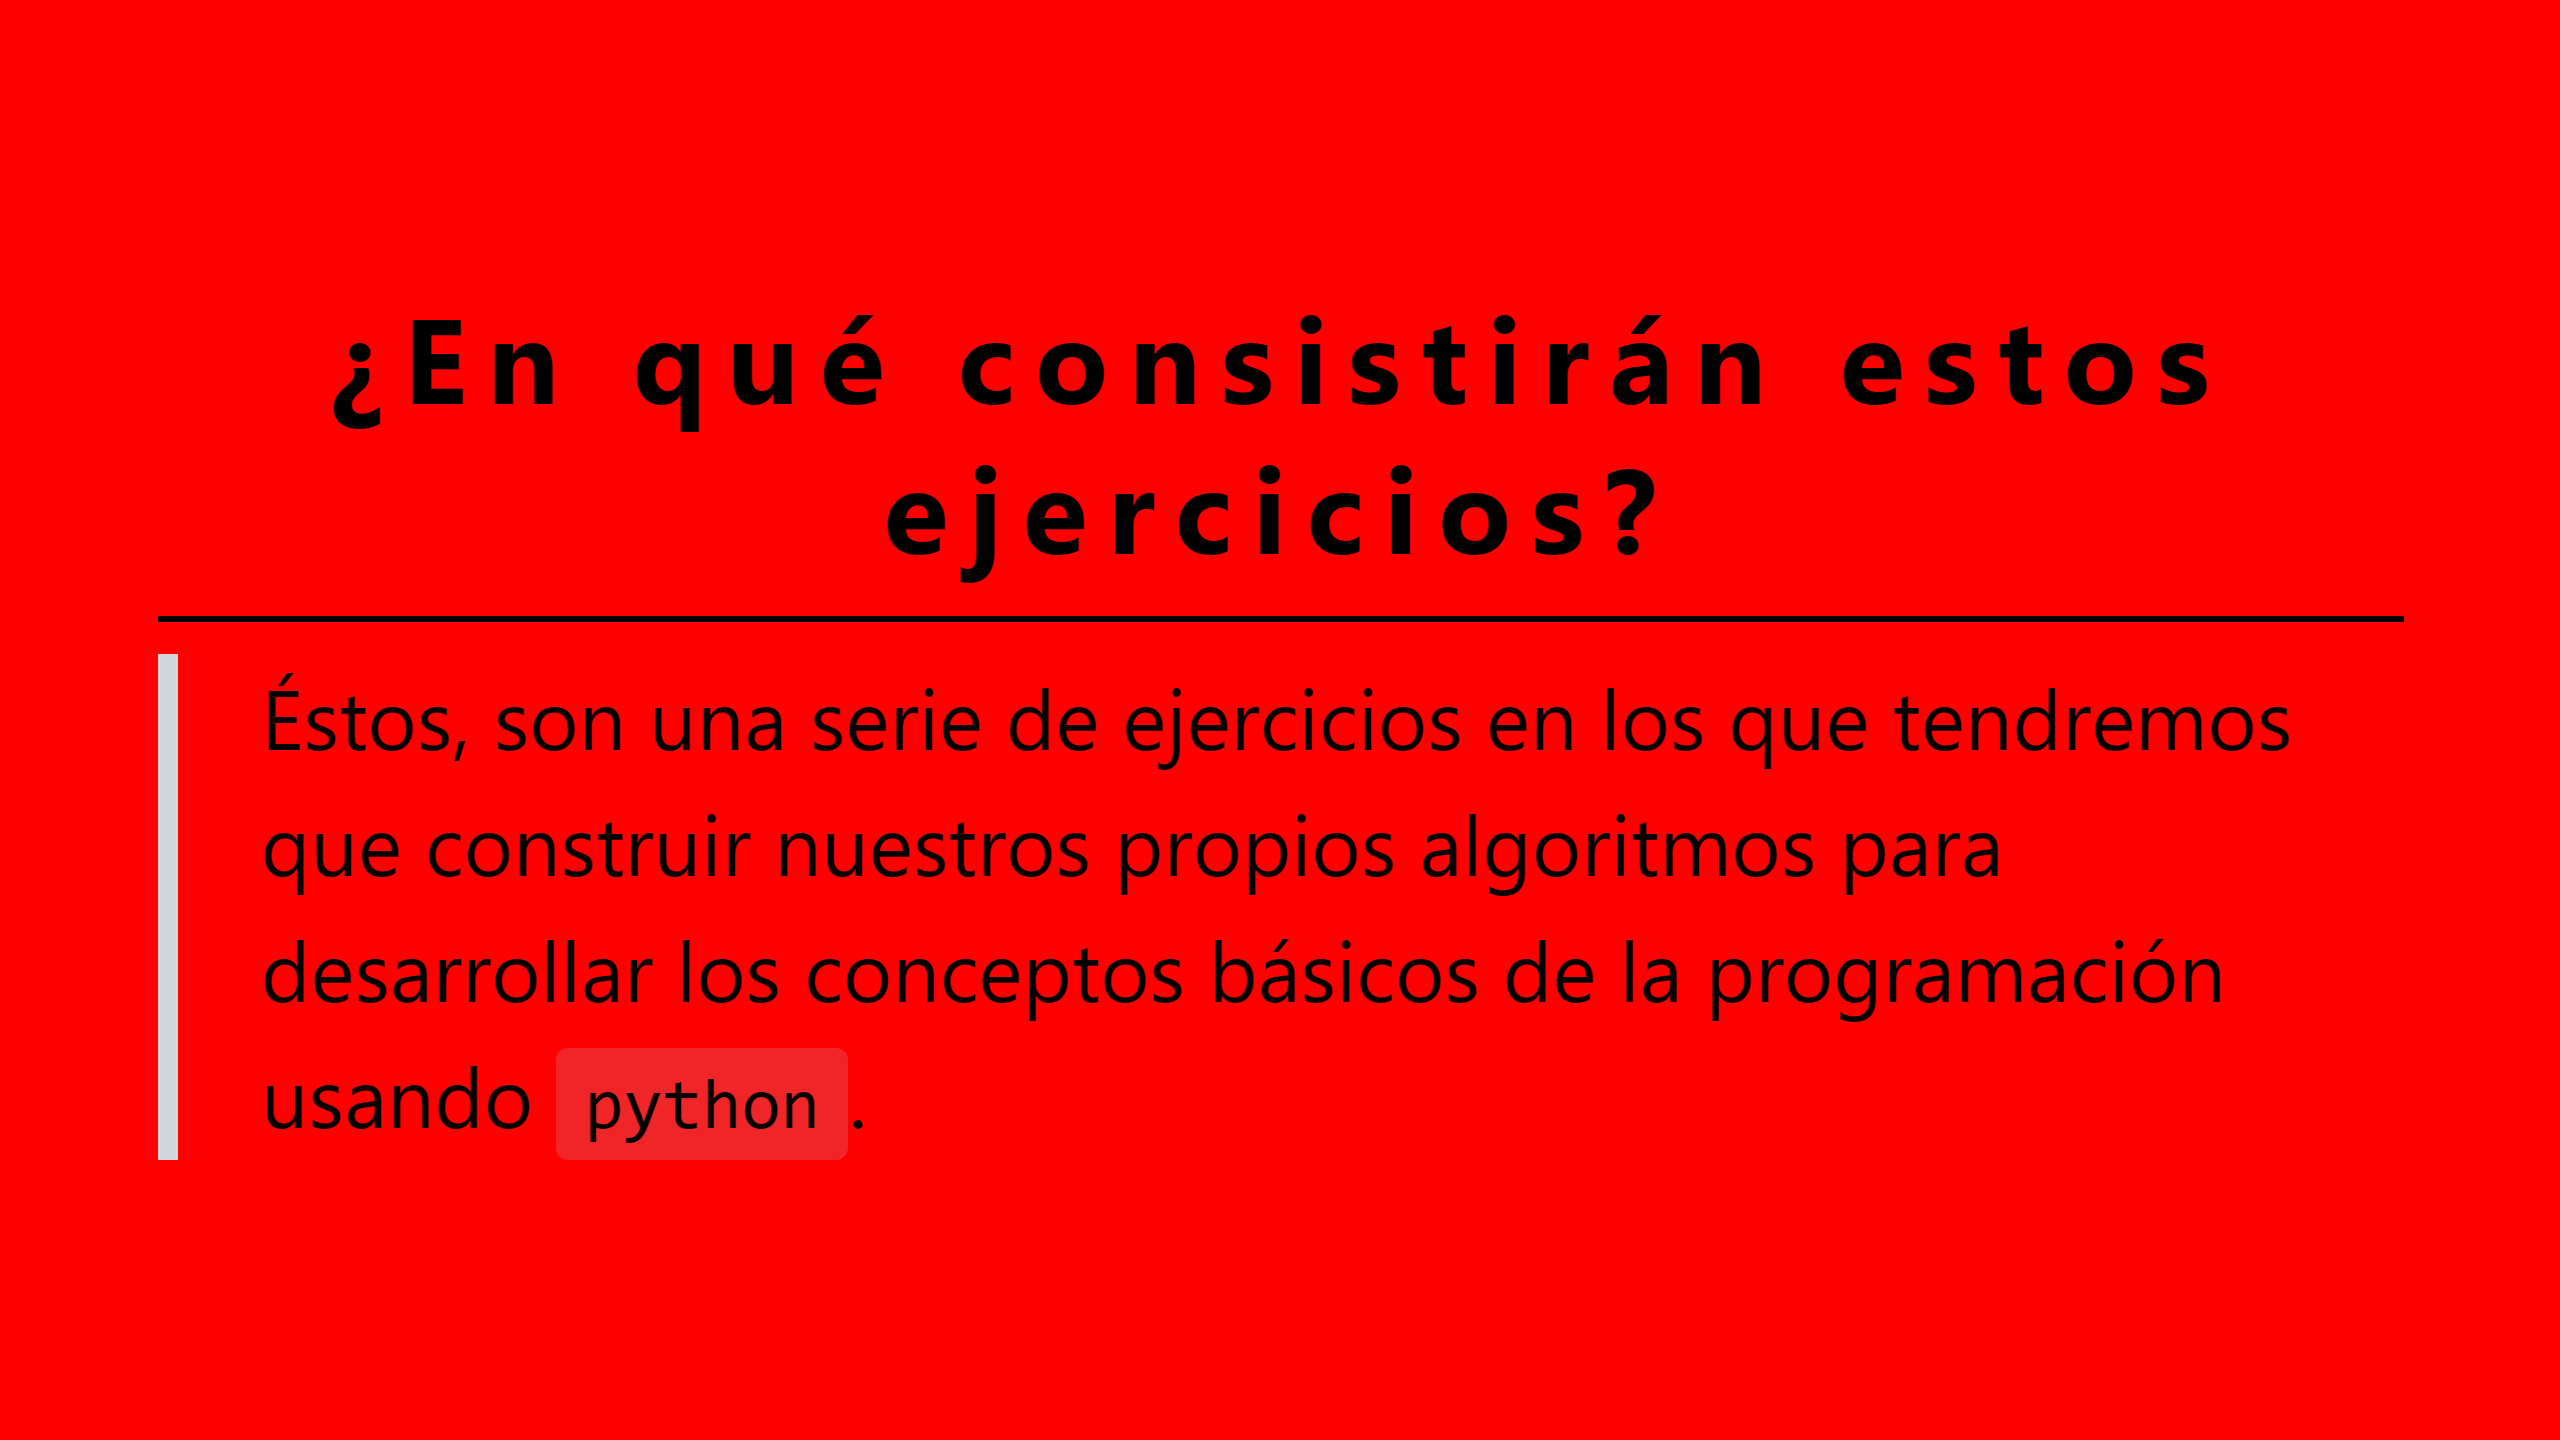 ¿En qué consistirán estos
ejercicios?
Éstos, son una serie de ejercicios en los que tendremos
que construir nuestros propios algoritmos para
desarrollar los conceptos básicos de la programación
usando python.